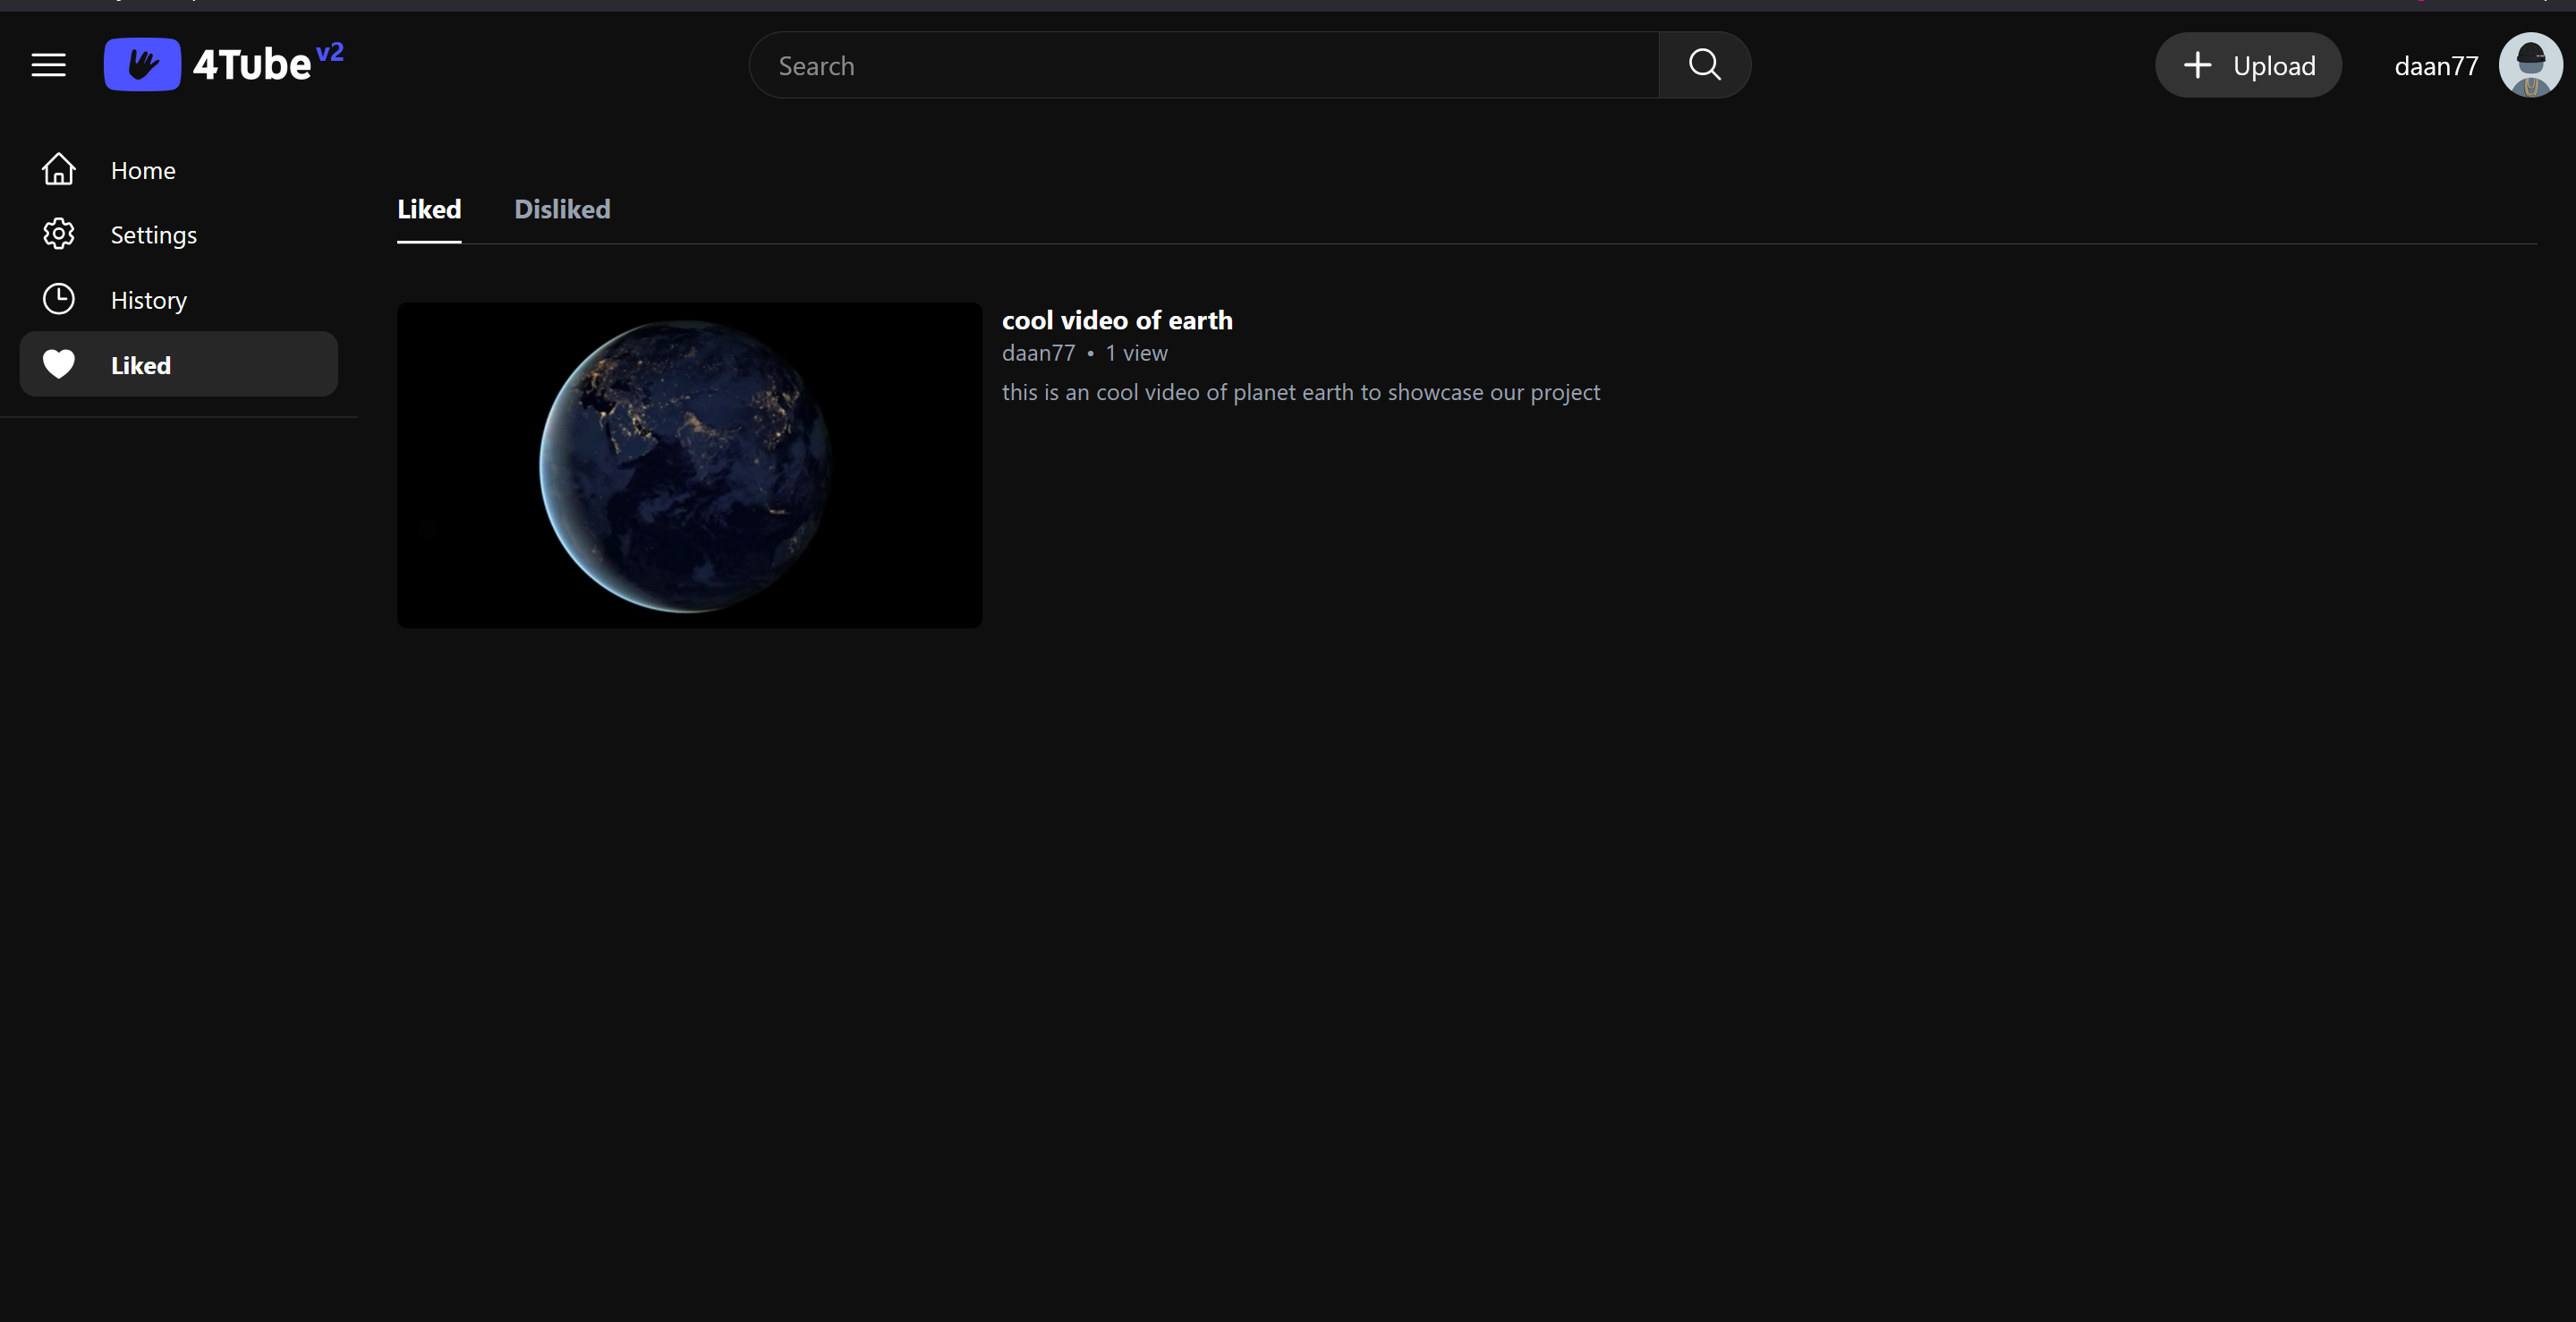 4Tube v2
Search
Upload
daan77
Home
Settings
History
Liked
Liked
Disliked
cool video of earth
daan77 • 1 view
this is an cool video of planet earth to showcase our project